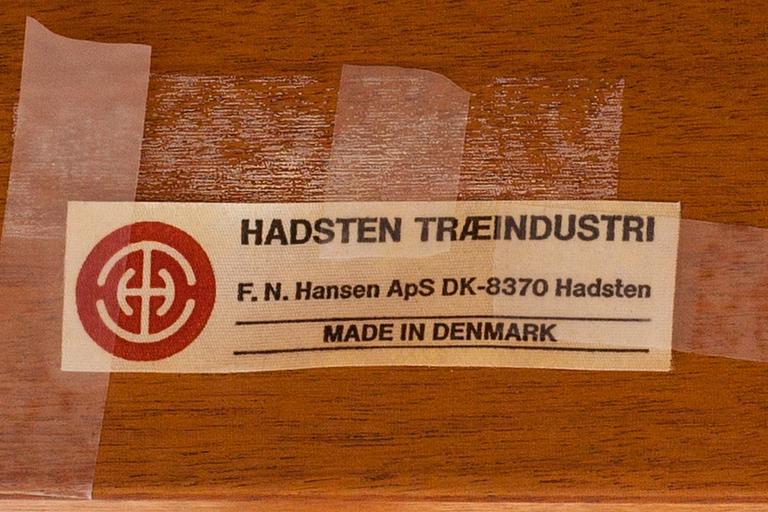 HADSTEN TRÆINDUSTRI
F. N. Hansen ApS DK-8370 Hadsten
MADE IN DENMARK